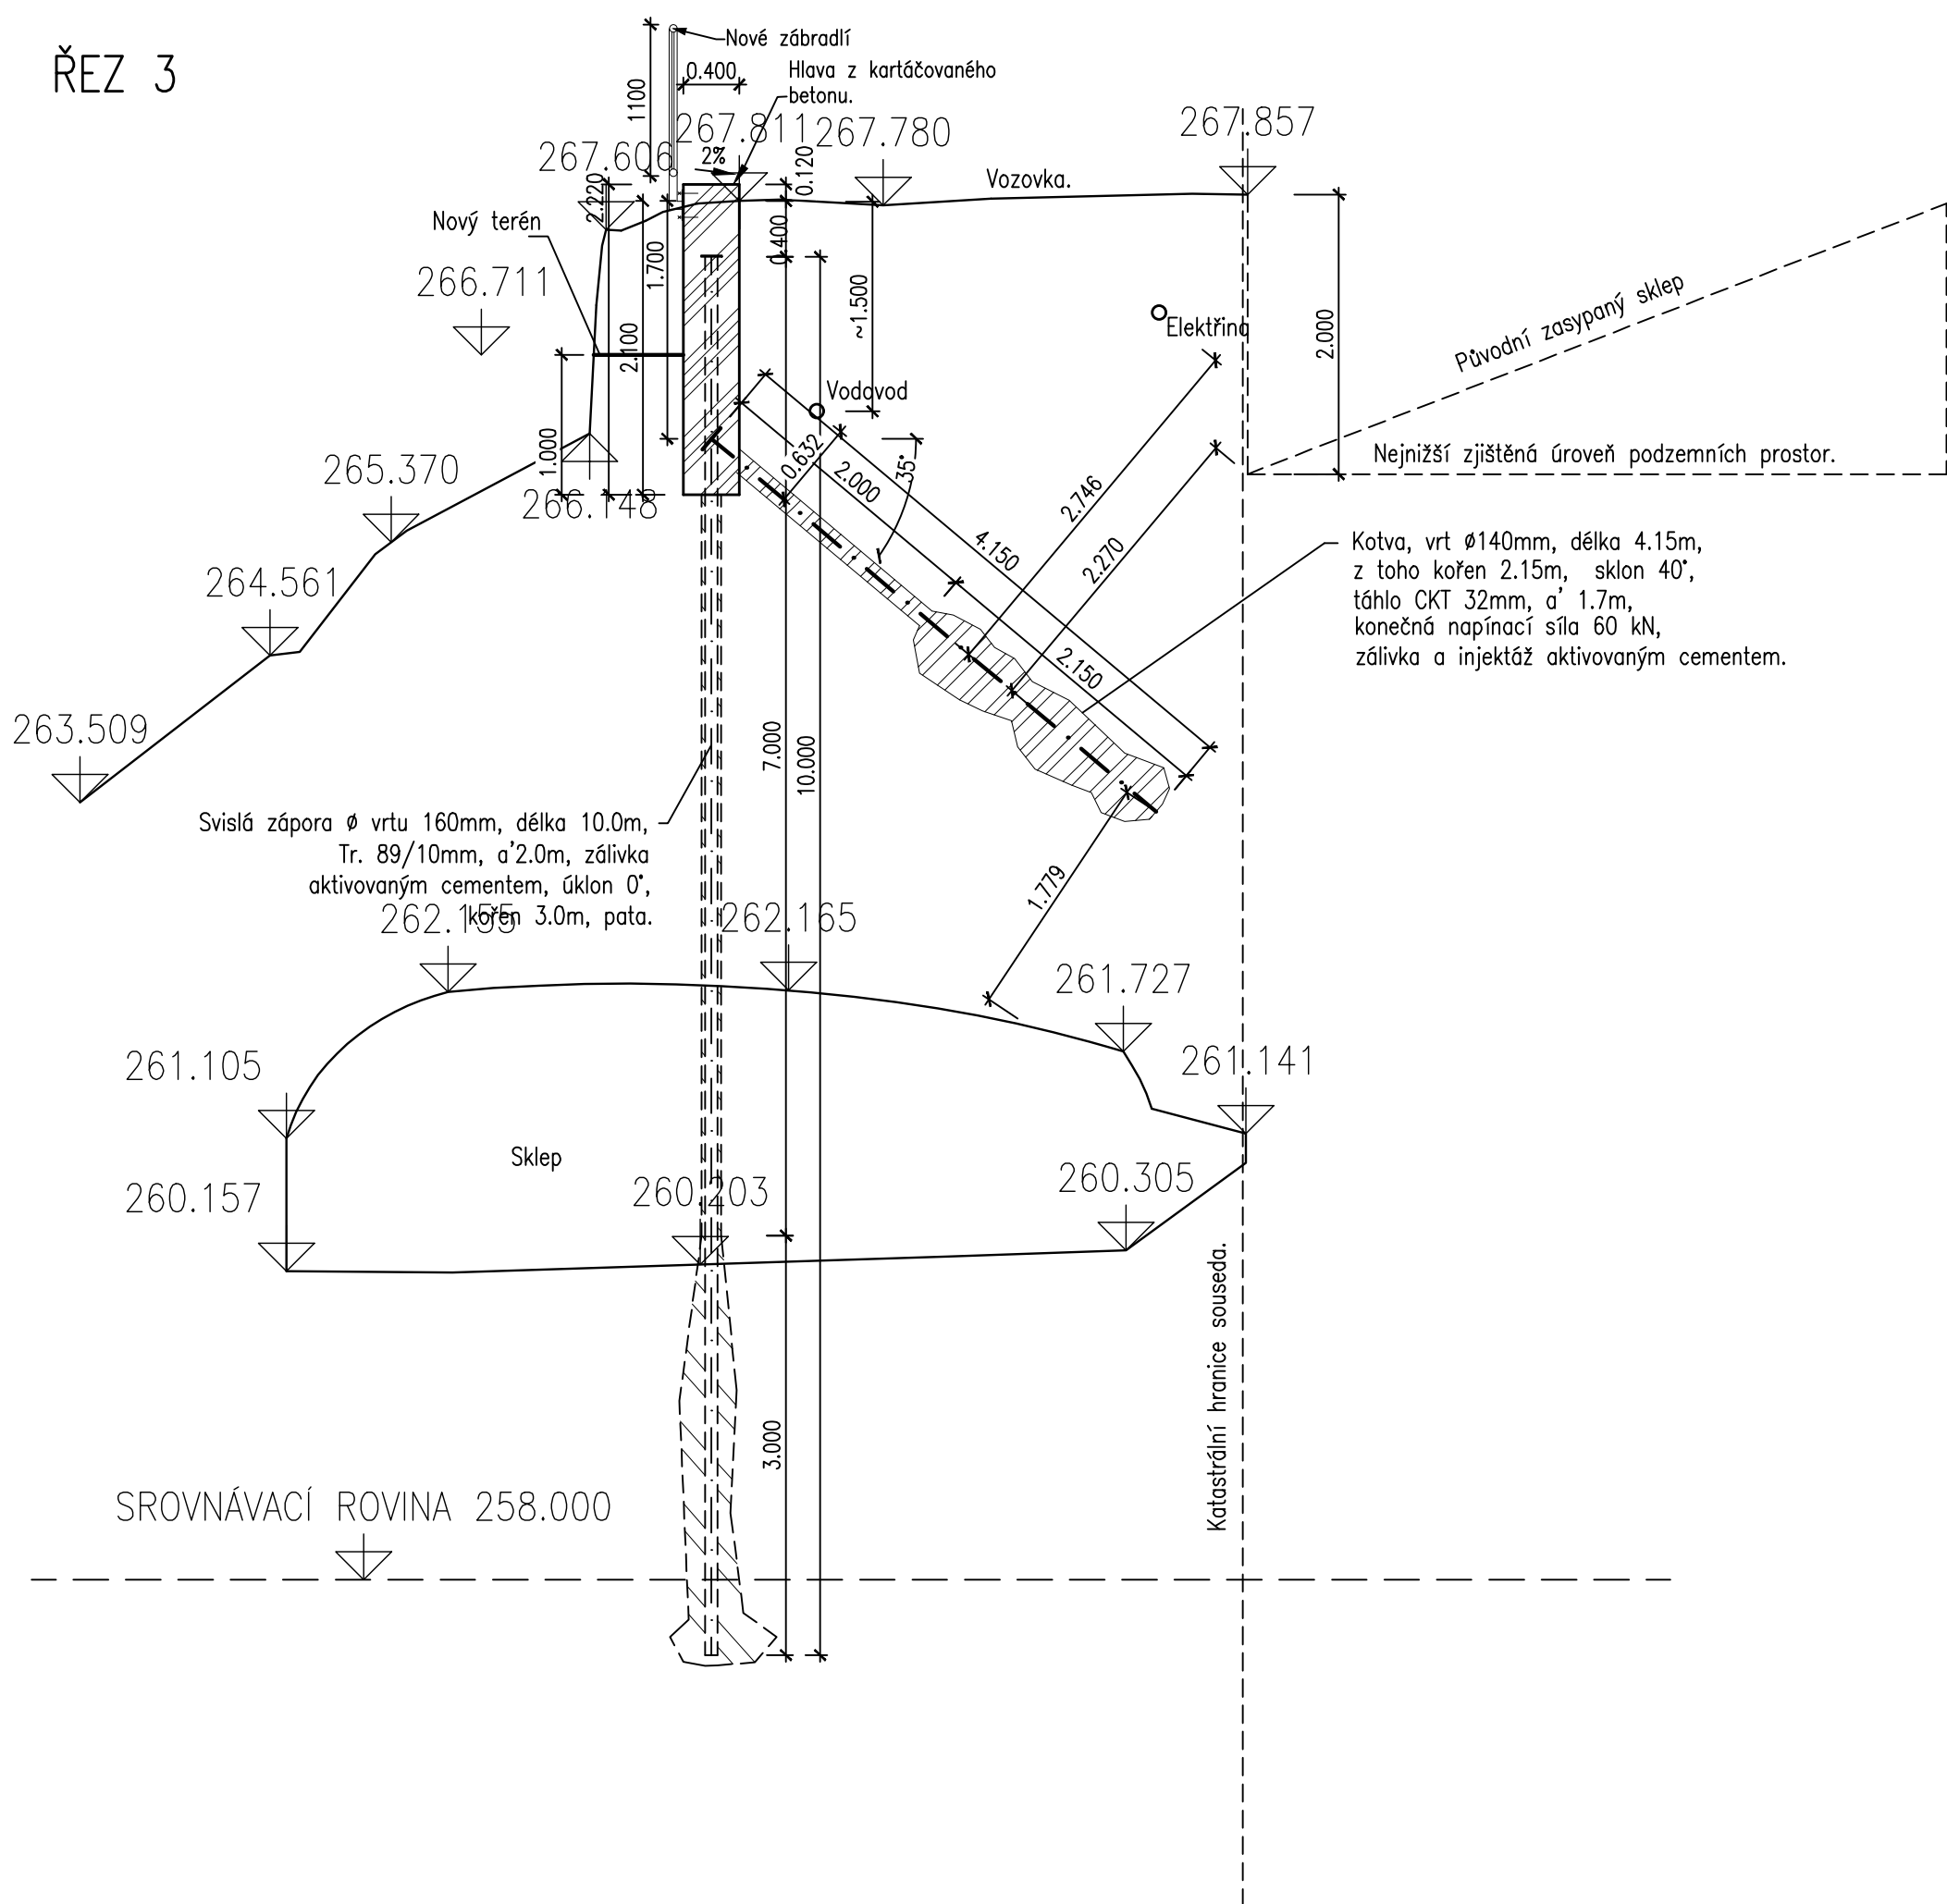 ŘEZ 3
Nové zábradlí
Hlava z kartáčovaného
betonu.
1100
0.400
267.606
267.811
267.780
267.857
2%
0.120
Vozovka.
2.220
Nový terén
266.711
1.700
0.400
~1.500
2.100
Elektřina
2.000
Původní zasypaný sklep
Vodovod
1.000
265.370
266.148
0.632
2.000
35°
2.746
4.150
2.270
Nejnižší zjištěná úroveň podzemních prostor.
Kotva, vrt ø140mm, délka 4.15m,
z toho kořen 2.15m, sklon 40°,
táhlo CKT 32mm, a' 1.7m,
konečná napínací síla 60 kN,
zálivka a injektáž aktivovaným cementem.
264.561
2.150
263.509
7.000
10.000
Svislá zápora ø vrtu 160mm, délka 10.0m,
Tr. 89/10mm, a'2.0m, zálivka
aktivovaným cementem, úklon 0°,
kořen 3.0m, pata.
1.779
262.155
262.165
261.727
261.105
261.141
Sklep
260.157
260.203
260.305
Katastrální hranice souseda.
3.000
SROVNÁVACÍ ROVINA 258.000